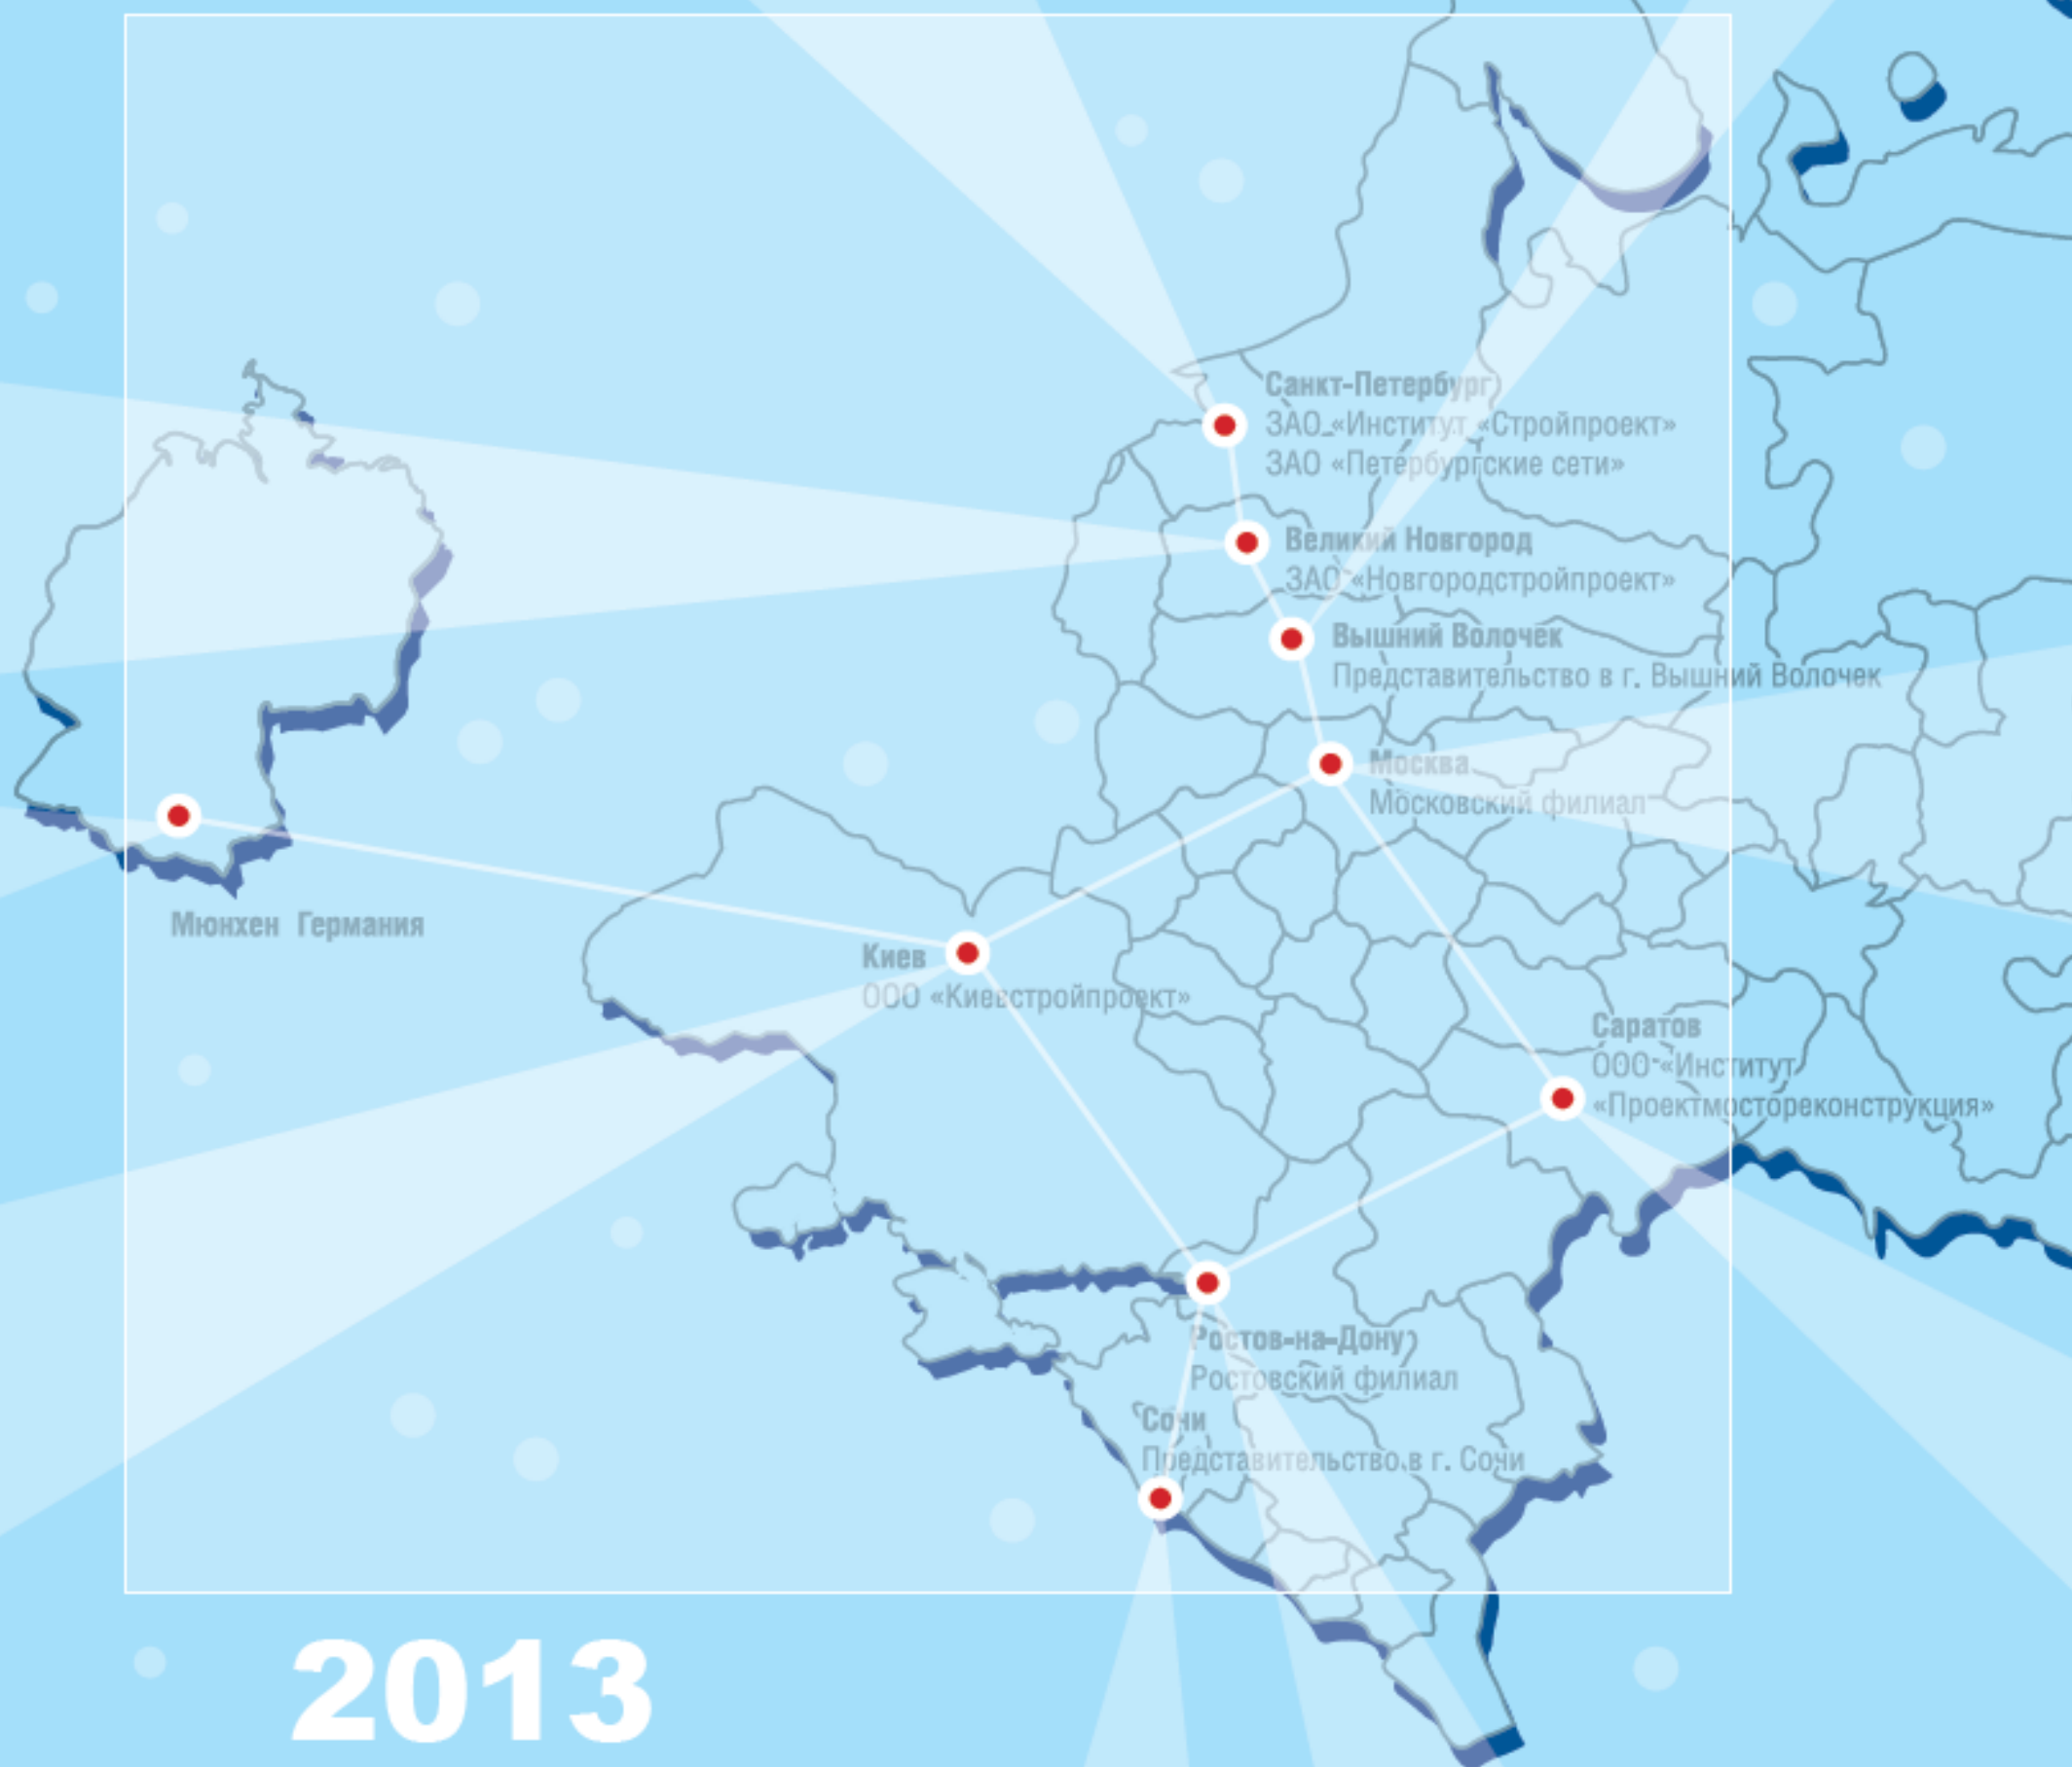 Санкт-Петербург
ЗАО «Институт «Стройпроект»
ЗАО «Петербургские сети»
Великий Новгород
ЗАО «Новгородстройпроект»
Вышний Волочек
Представительство в г. Вышний Волочек
Москва
Московский филиал
Мюнхен Германия
Киев
ООО «Киевстройпроект»
Саратов
ООО «Институт
«Проектмостореконструкция»
Ростов-на-Дону
Ростовский филиал
Сочи
Представительство в г. Сочи
2013